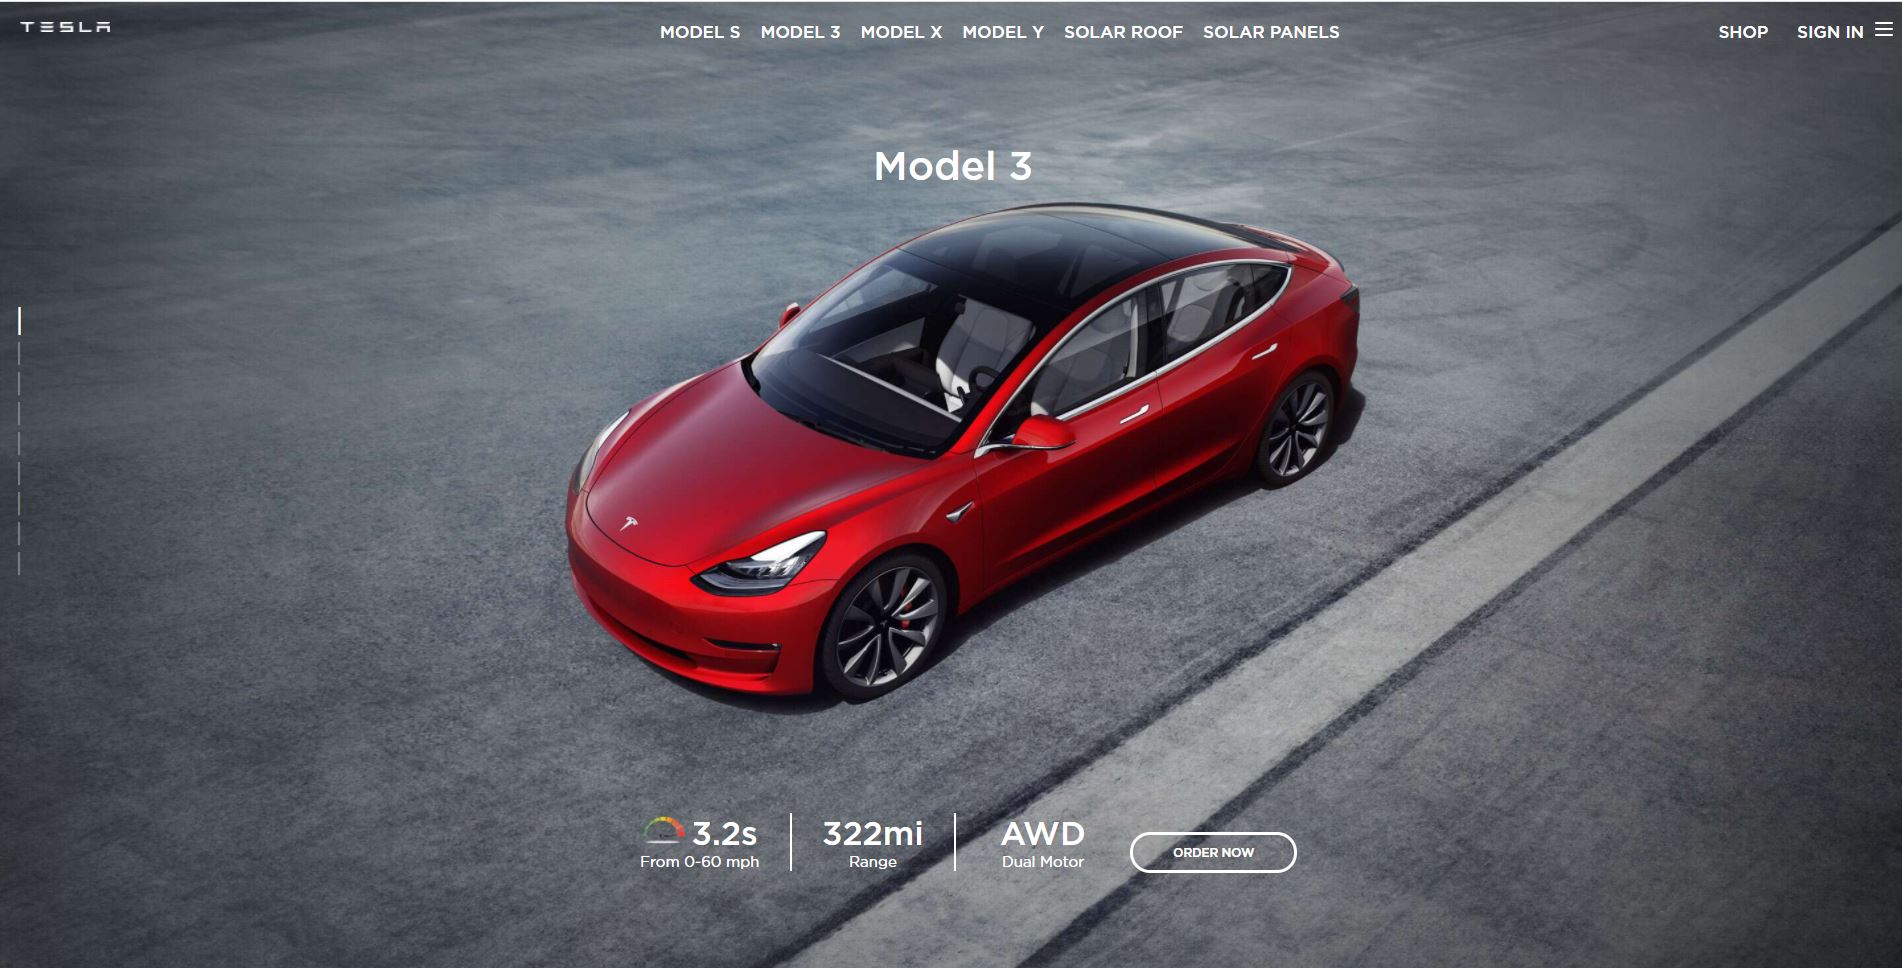 TESLA
MODEL S MODEL 3 MODEL X MODEL Y SOLAR ROOF SOLAR PANELS
SHOP SIGN IN
Model 3
3.2s
From 0-60 mph
322mi
Range
AWD
Dual Motor
ORDER NOW